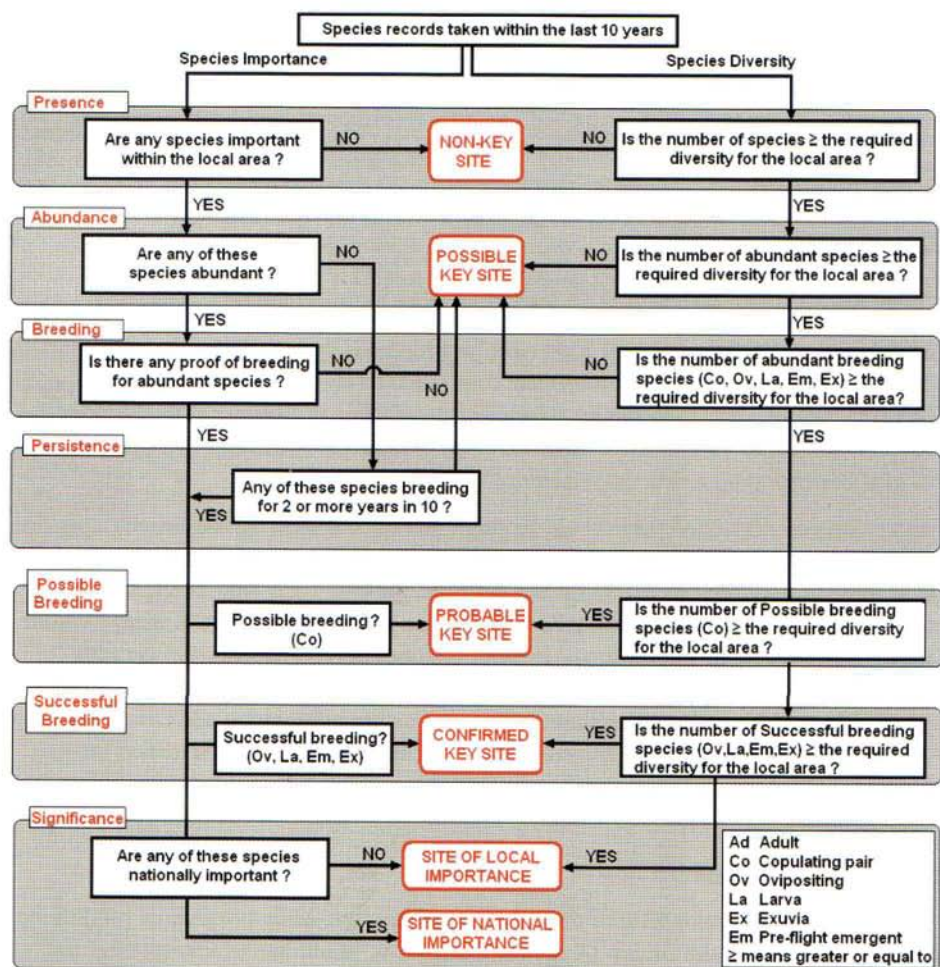 Species records taken within the last 10 years
Species Importance
Species Diversity
Presence
Are any species important
within the local area ?
NO
NON-KEY
SITE
NO
Is the number of species ≥ the required
diversity for the local area ?
YES
YES
Abundance
Are any of these
species abundant ?
NO
POSSIBLE
KEY SITE
NO
Is the number of abundant species ≥ the
required diversity for the local area ?
YES
YES
Breeding
Is there any proof of breeding
for abundant species ?
NO
NO
NO
Is the number of abundant breeding
species (Co, Ov, La, Em, Ex) ≥ the
required diversity for the local area?
YES
YES
Persistence
Any of these species breeding
for 2 or more years in 10 ?
YES
Possible
Breeding
Possible breeding?
(Co)
PROBABLE
KEY SITE
YES
Is the number of Possible breeding
species (Co) ≥ the required diversity
for the local area ?
Successful
Breeding
Successful breeding?
(Ov, La, Em, Ex)
CONFIRMED
KEY SITE
YES
Is the number of Successful breeding
species (Ov,La,Em,Ex) ≥ the required
diversity for the local area ?
Significance
Are any of these species
nationally important ?
NO
SITE OF LOCAL
IMPORTANCE
YES
YES
SITE OF NATIONAL
IMPORTANCE
Ad Adult
Co Copulating pair
Ov Ovipositing
La Larva
Ex Exuvia
Em Pre-flight emergent
≥ means greater or equal to